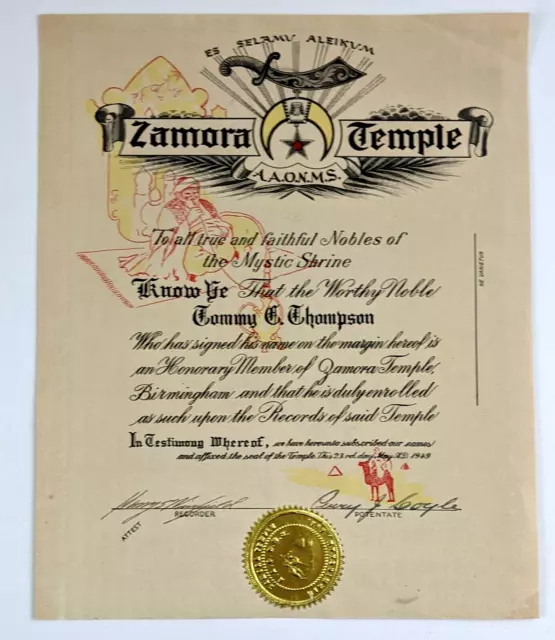 ES SELAMU ALEIKUM
Zamora Temple
A.A.O.N.M.S.
To all true and faithful Nobles of
the Mystic Shrine
Know Ye That the Worthy Noble
Tommy E. Thompson
Who has signed his name on the margin hereof is
an Honorary Member of Zamora Temple,
Birmingham and that he is duly enrolled
as such upon the Records of said Temple
In Testimony Whereof, we have hereunto subscribed our names
and affixed the seal of the Temple. This 23rd. day May AD 1949
ATTEST
RECORDER
POTENTATE
NE VARIETUR